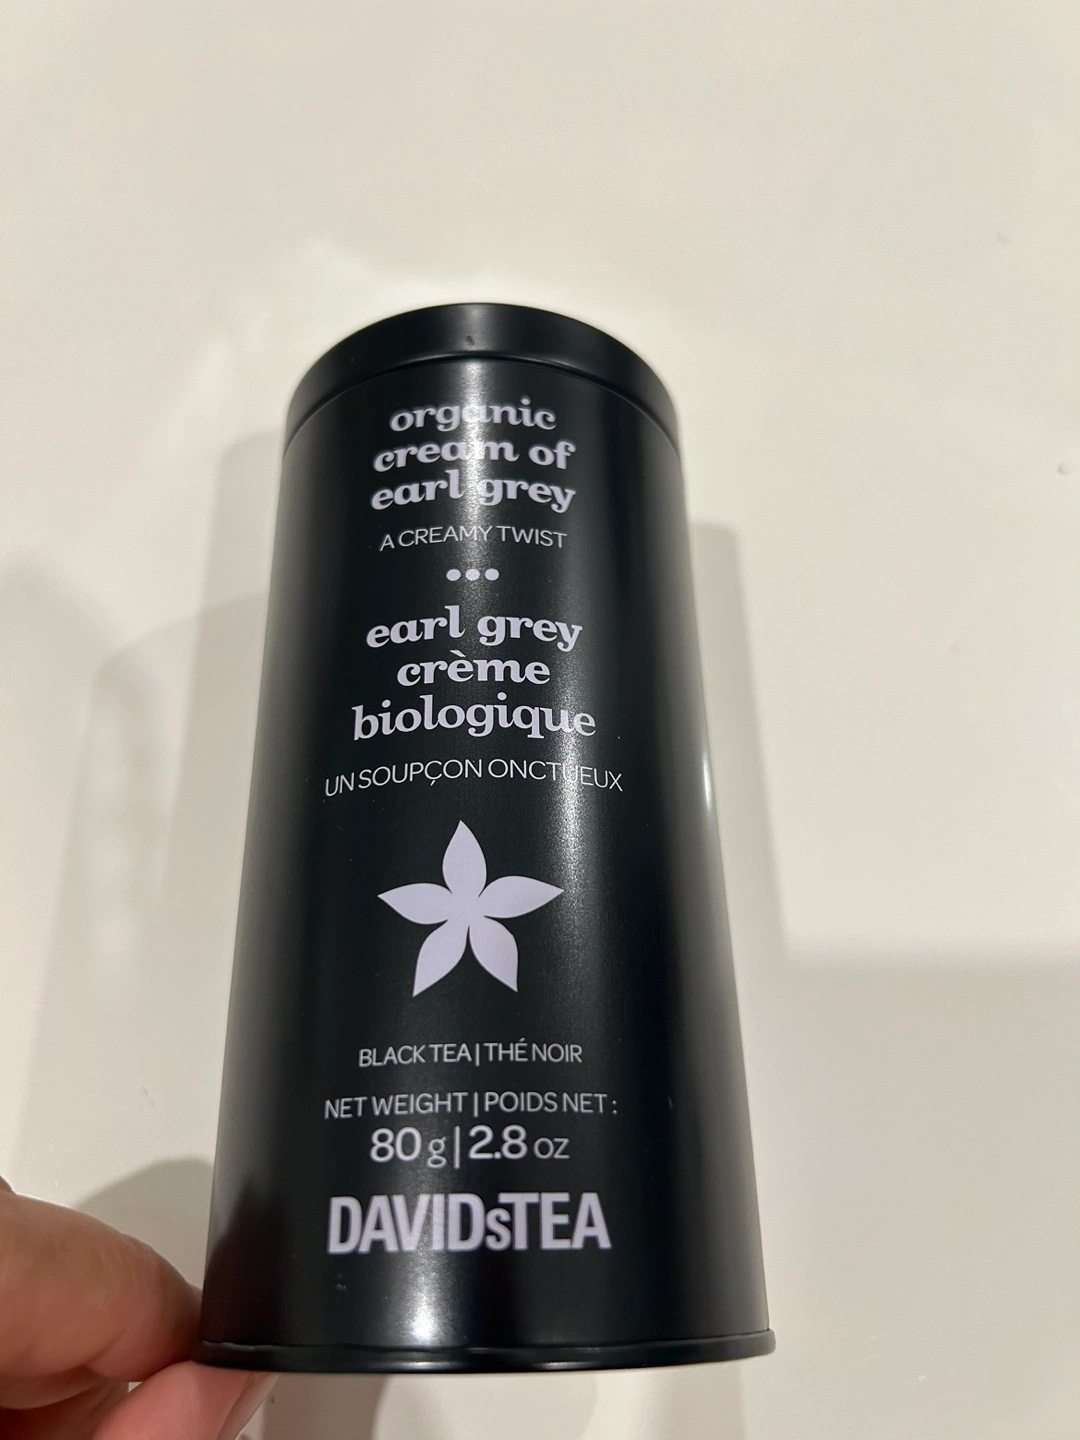 organic
cream of
earl grey
A CREAMY TWIST
earl grey
crème
biologique
UN SOUPÇON ONCTUEUX
BLACK TEA | THÉ NOIR
NET WEIGHT | POIDS NET :
80 g | 2.8 oz
DAVIDsTEA